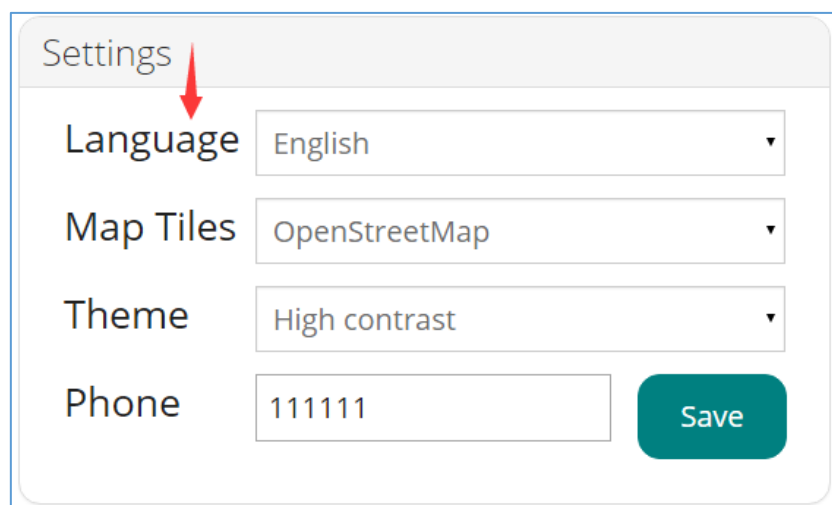 Settings
Language English
Map Tiles OpenStreetMap
Theme High contrast
Phone 111111 Save